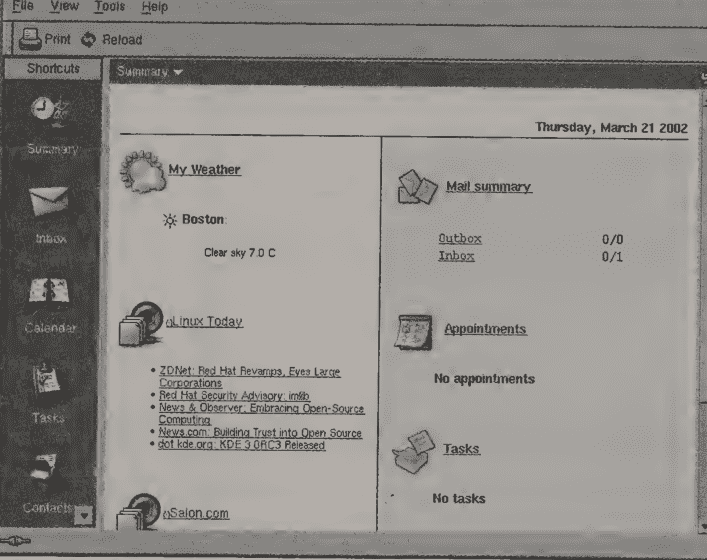 File View Tools Help
Print Reload
Shortcuts
Summary
Inbox
Calendar
Tasks
Contacts
Summary
Thursday, March 21 2002
My Weather
Boston:
Clear sky 7.0 C
Linux Today
• ZDNet: Red Hat Revamps, Eyes Large
Corporations
• Red Hat Security Advisory: imlib
• News & Observer: Embracing Open-Source
Computing
• News.com: Building Trust into Open Source
• dot.kde.org: KDE 3.0RC3 Released
Salon.com
Mail summary
Outbox 0/0
Inbox 0/1
Appointments
No appointments
Tasks
No tasks